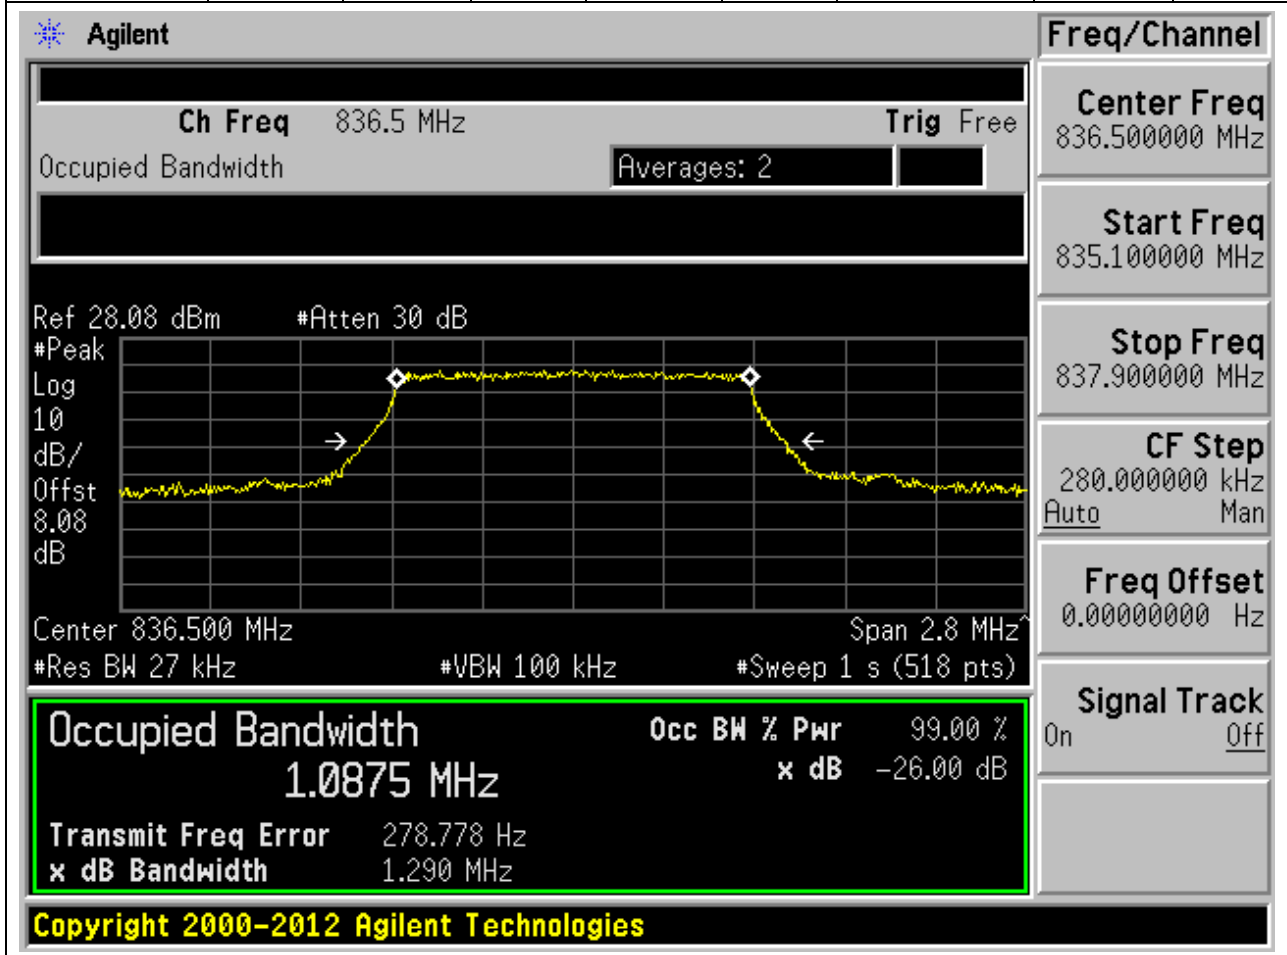 Agilent
Freq/Channel
Ch Freq 836.5 MHz Trig Free
Occupied Bandwidth Averages: 2
Center Freq
836.500000 MHz
Start Freq
835.100000 MHz
Stop Freq
837.900000 MHz
CF Step
280.000000 kHz
Auto Man
Freq Offset
0.00000000 Hz
Signal Track
On Off
Ref 28.08 dBm #Atten 30 dB
#Peak
Log
10
dB/
Offst
8.08
dB
Center 836.500 MHz Span 2.8 MHz^
#Res BW 27 kHz #VBW 100 kHz #Sweep 1 s (518 pts)
Occupied Bandwidth Occ BW % Pwr 99.00 %
1.0875 MHz x dB -26.00 dB
Transmit Freq Error 278.778 Hz
x dB Bandwidth 1.290 MHz
Copyright 2000-2012 Agilent Technologies